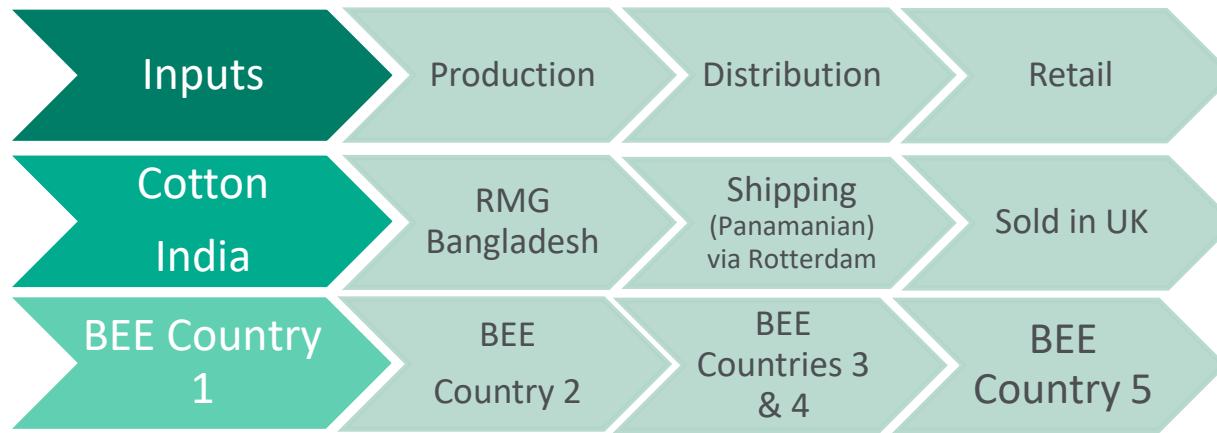 Inputs
Production
Distribution
Retail
Cotton
India
RMG
Bangladesh
Shipping
(Panamanian)
via Rotterdam
Sold in UK
BEE Country
1
BEE
Country 2
BEE
Countries 3
& 4
BEE
Country 5